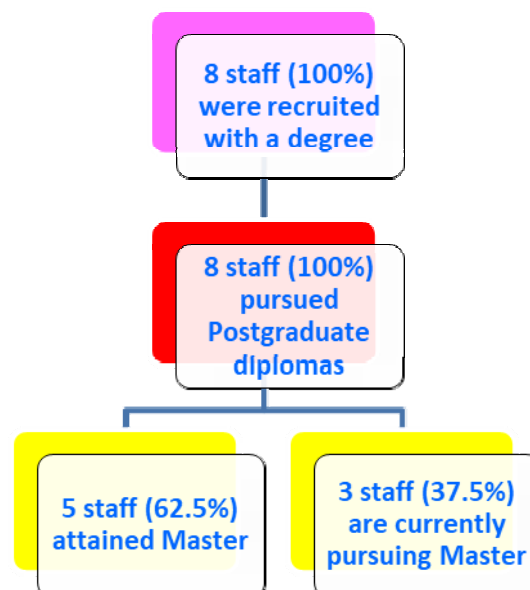 8 staff (100%)
were recruited
with a degree
8 staff (100%)
pursued
Postgraduate
diplomas
5 staff (62.5%)
attained Master
3 staff (37.5%)
are currently
pursuing Master